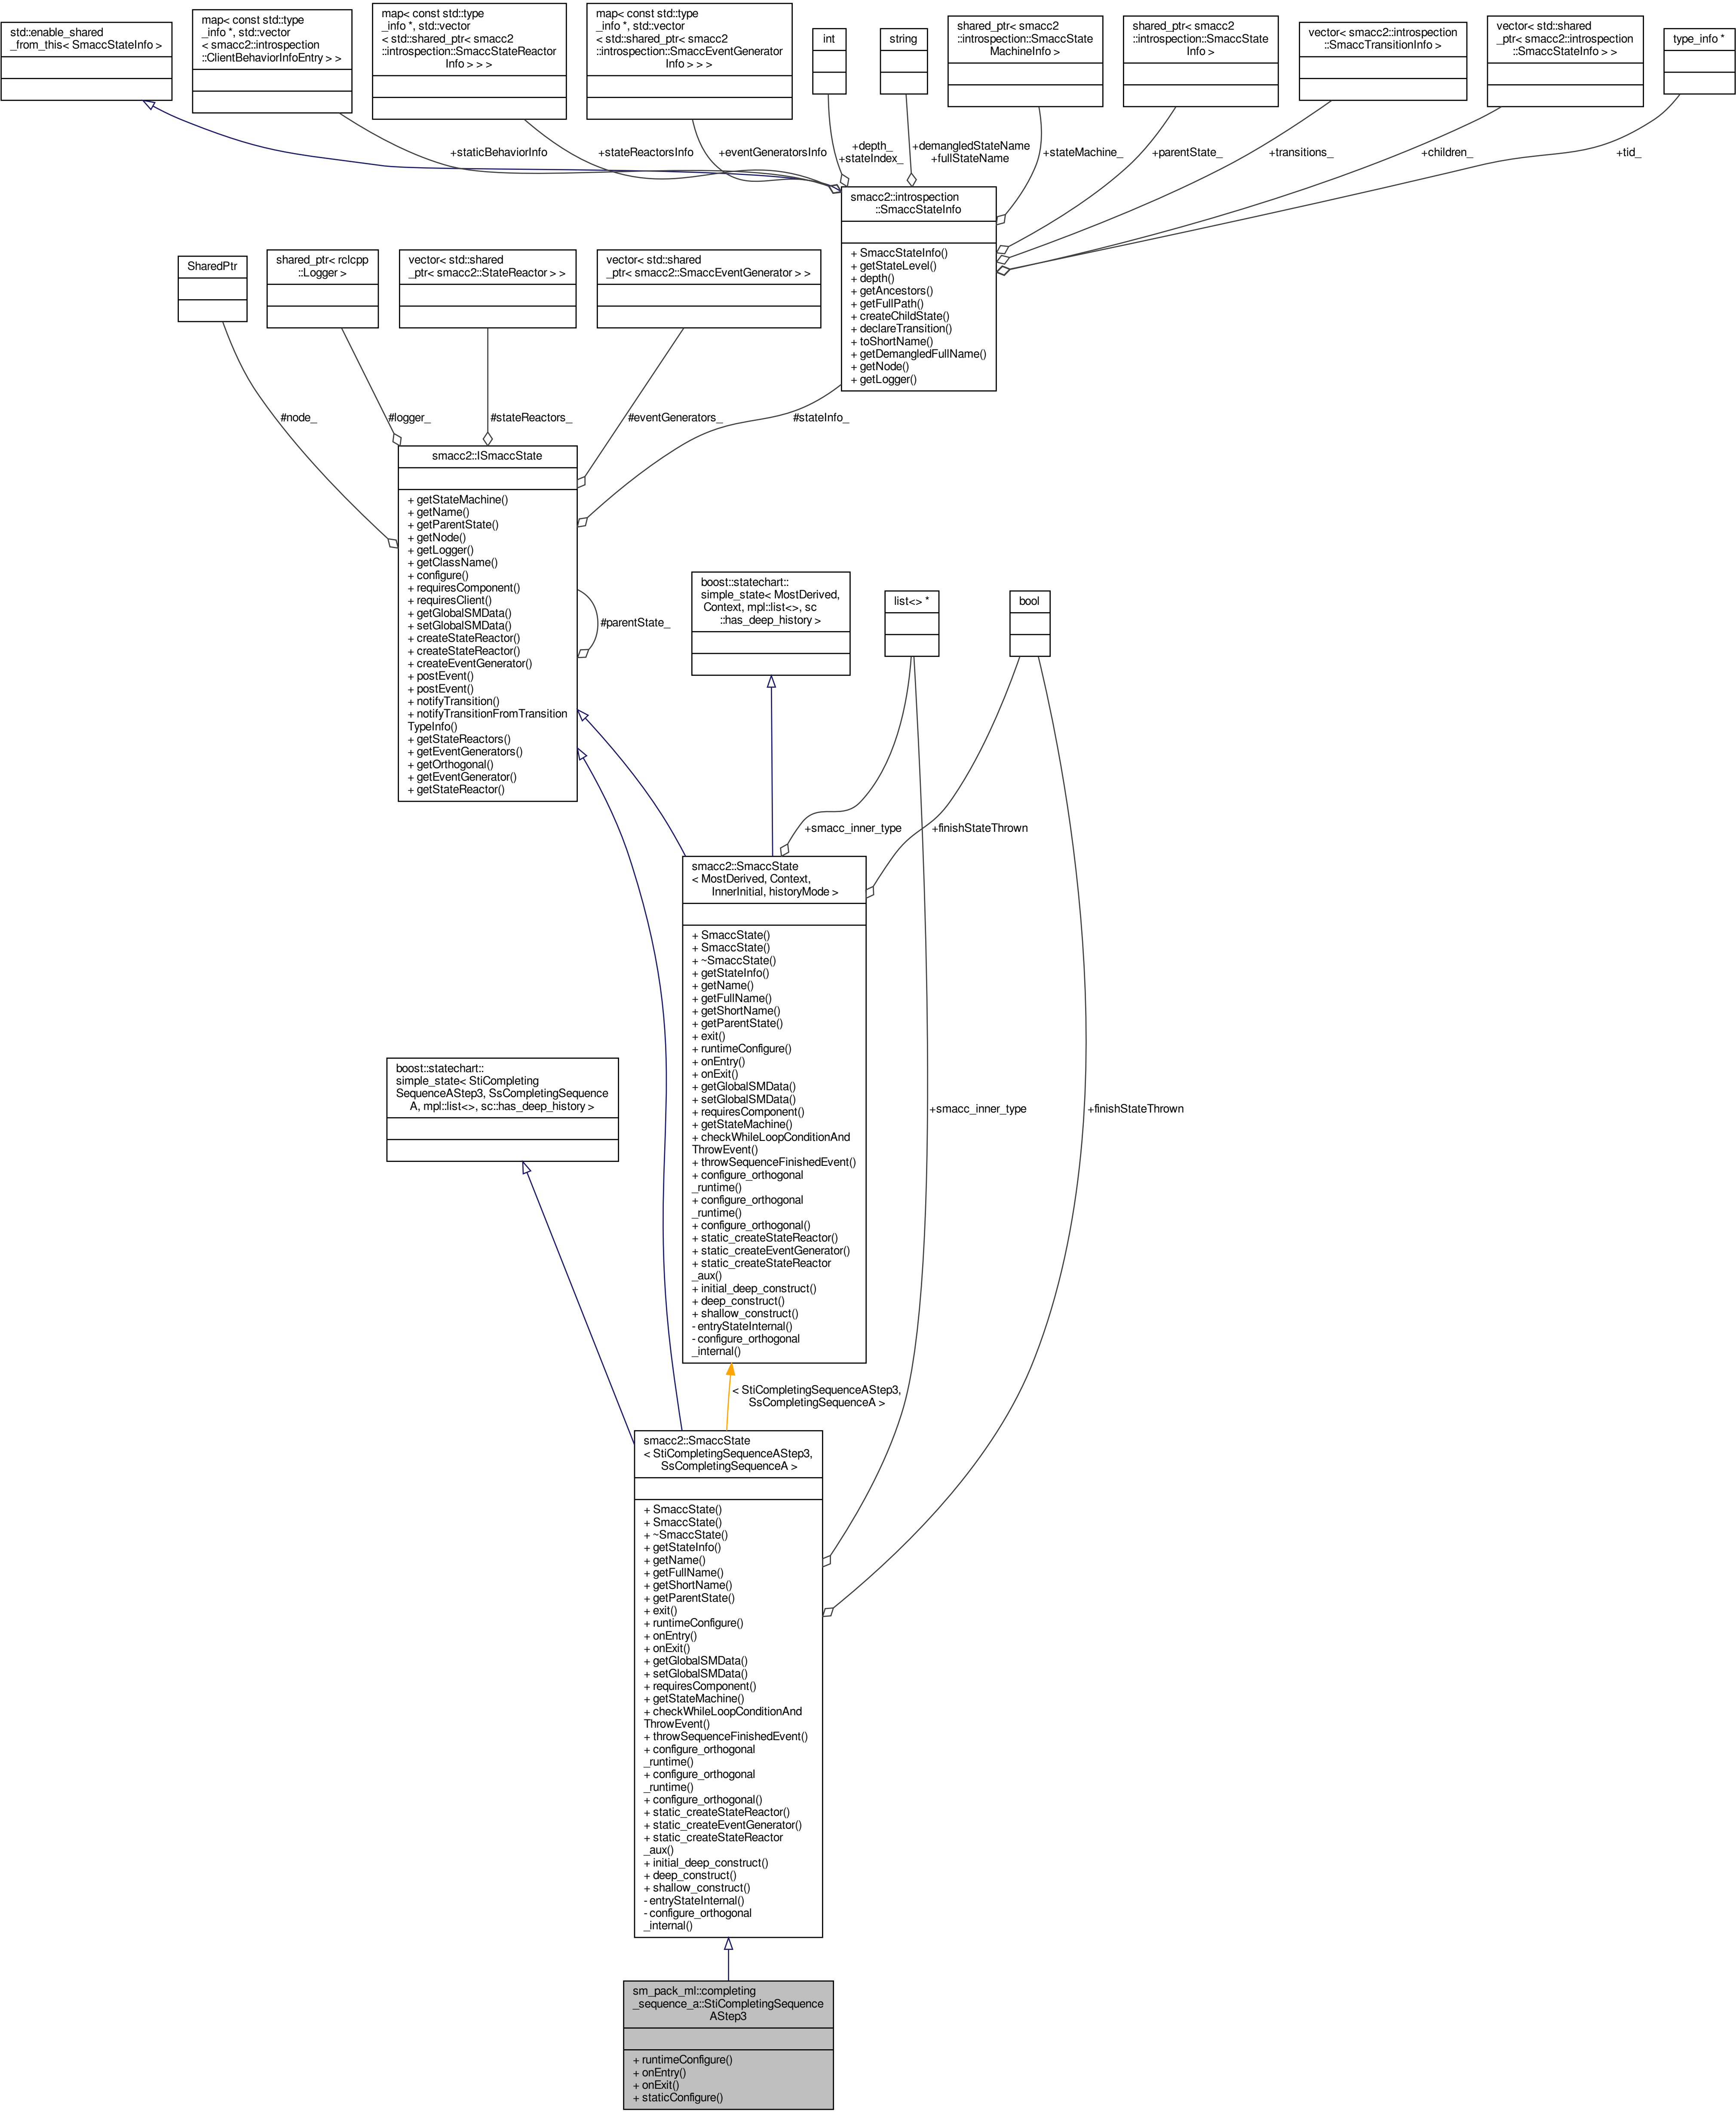 std::enable_shared
_from_this< SmaccStateInfo >
map< const std::type
_info *, std::vector
< smacc2::introspection
::ClientBehaviorInfoEntry > >
map< const std::type
_info *, std::vector
< std::shared_ptr< smacc2
::introspection::SmaccStateReactor
Info > > >
map< const std::type
_info *, std::vector
< std::shared_ptr< smacc2
::introspection::SmaccEventGenerator
Info > > >
int
string
shared_ptr< smacc2
::introspection::SmaccState
MachineInfo >
shared_ptr< smacc2
::introspection::SmaccState
Info >
vector< smacc2::introspection
::SmaccTransitionInfo >
vector< std::shared
_ptr< smacc2::introspection
::SmaccStateInfo > >
type_info *
+staticBehaviorInfo
+stateReactorsInfo
+eventGeneratorsInfo
+depth_
+stateIndex_
+demangledStateName
+fullStateName
+stateMachine_
+parentState_
+transitions_
+children_
+tid_
smacc2::introspection
::SmaccStateInfo
+ SmaccStateInfo()
+ getStateLevel()
+ depth()
+ getAncestors()
+ getFullPath()
+ createChildState()
+ declareTransition()
+ toShortName()
+ getDemangledFullName()
+ getNode()
+ getLogger()
SharedPtr
shared_ptr< rclcpp
::Logger >
vector< std::shared
_ptr< smacc2::StateReactor > >
vector< std::shared
_ptr< smacc2::SmaccEventGenerator > >
#node_
#logger_
#stateReactors_
#eventGenerators_
#stateInfo_
smacc2::ISmaccState
+ getStateMachine()
+ getName()
+ getParentState()
+ getNode()
+ getLogger()
+ getClassName()
+ configure()
+ requiresComponent()
+ requiresClient()
+ getGlobalSMData()
+ setGlobalSMData()
+ createStateReactor()
+ createStateReactor()
+ createEventGenerator()
+ postEvent()
+ postEvent()
+ notifyTransition()
+ notifyTransitionFromTransition
TypeInfo()
+ getStateReactors()
+ getEventGenerators()
+ getOrthogonal()
+ getEventGenerator()
+ getStateReactor()
#parentState_
boost::statechart::
simple_state< MostDerived,
Context, mpl::list<>, sc
::has_deep_history >
list<> *
bool
+smacc_inner_type
+finishStateThrown
smacc2::SmaccState
< MostDerived, Context,
InnerInitial, historyMode >
+ SmaccState()
+ SmaccState()
+ ~SmaccState()
+ getStateInfo()
+ getName()
+ getFullName()
+ getShortName()
+ getParentState()
+ exit()
+ runtimeConfigure()
+ onEntry()
+ onExit()
+ getGlobalSMData()
+ setGlobalSMData()
+ requiresComponent()
+ getStateMachine()
+ checkWhileLoopConditionAnd
ThrowEvent()
+ throwSequenceFinishedEvent()
+ configure_orthogonal
_runtime()
+ configure_orthogonal
_runtime()
+ configure_orthogonal()
+ static_createStateReactor()
+ static_createEventGenerator()
+ static_createStateReactor
_aux()
+ initial_deep_construct()
+ deep_construct()
+ shallow_construct()
- entryStateInternal()
- configure_orthogonal
_internal()
boost::statechart::
simple_state< StiCompleting
SequenceAStep3, SsCompletingSequence
A, mpl::list<>, sc::has_deep_history >
+smacc_inner_type
+finishStateThrown
< StiCompletingSequenceAStep3,
SsCompletingSequenceA >
smacc2::SmaccState
< StiCompletingSequenceAStep3,
SsCompletingSequenceA >
+ SmaccState()
+ SmaccState()
+ ~SmaccState()
+ getStateInfo()
+ getName()
+ getFullName()
+ getShortName()
+ getParentState()
+ exit()
+ runtimeConfigure()
+ onEntry()
+ onExit()
+ getGlobalSMData()
+ setGlobalSMData()
+ requiresComponent()
+ getStateMachine()
+ checkWhileLoopConditionAnd
ThrowEvent()
+ throwSequenceFinishedEvent()
+ configure_orthogonal
_runtime()
+ configure_orthogonal
_runtime()
+ configure_orthogonal()
+ static_createStateReactor()
+ static_createEventGenerator()
+ static_createStateReactor
_aux()
+ initial_deep_construct()
+ deep_construct()
+ shallow_construct()
- entryStateInternal()
- configure_orthogonal
_internal()
sm_pack_ml::completing
_sequence_a::StiCompletingSequence
AStep3
+ runtimeConfigure()
+ onEntry()
+ onExit()
+ staticConfigure()